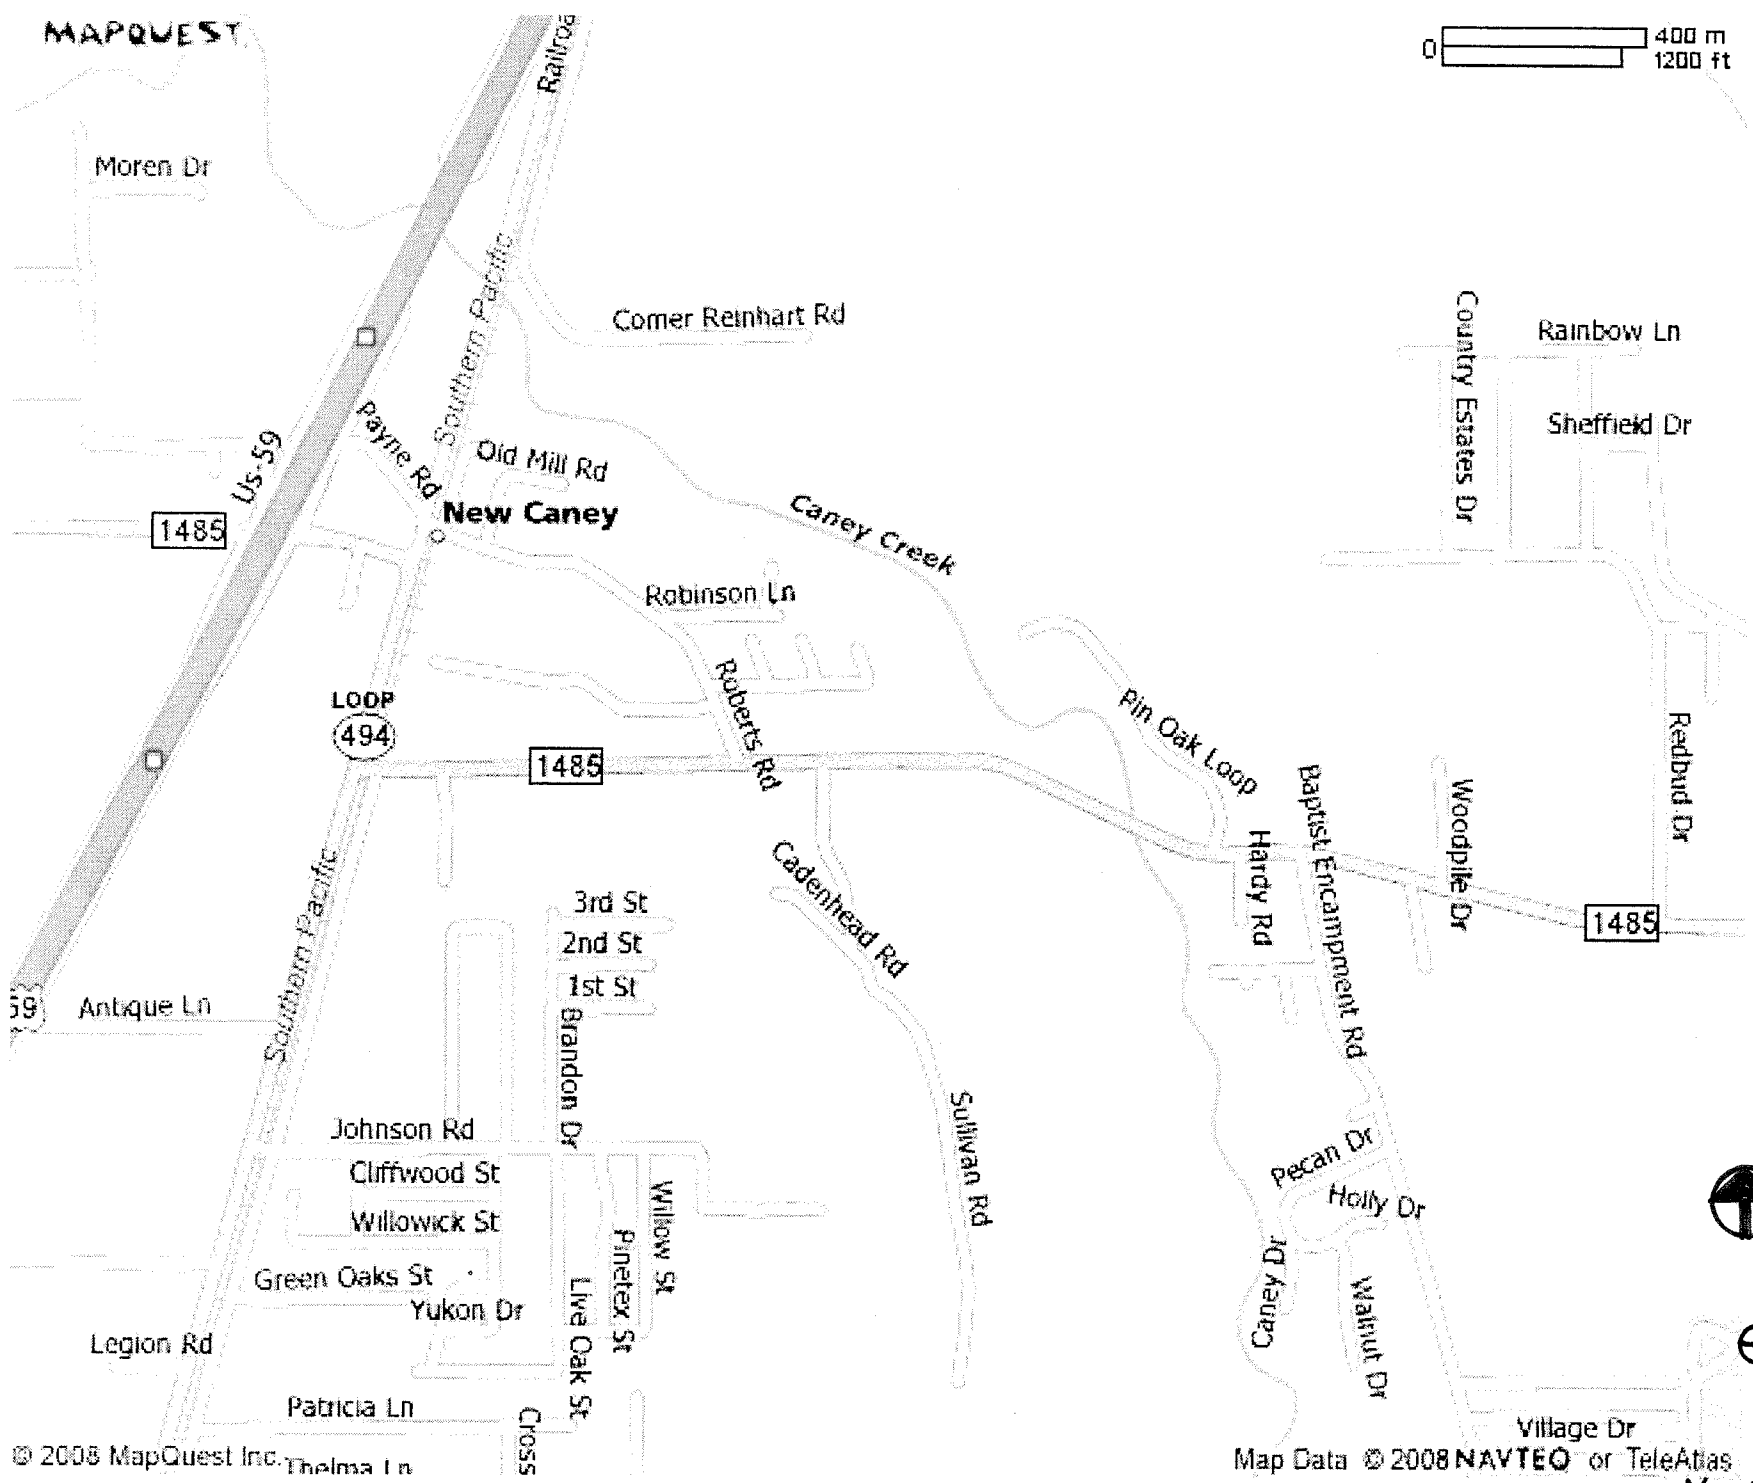 MAPQUEST
0
400 m
1200 ft
Moren Dr
Comer Reinhart Rd
Southern Pacific
Country Estates Dr
Rainbow Ln
Sheffield Dr
Payne Rd
Us-59
Old Mill Rd
New Caney
1485
Caney Creek
Robinson Ln
Roberts Rd
LOOP
494
1485
Pin Oak Loop
Redbud Dr
Baptist Encampment Rd
Woodpile Dr
Hardy Rd
Cadenhead Rd
1485
Southern Pacific
3rd St
2nd St
1st St
Antique Ln
59
Brandon Dr
Sullivan Rd
Johnson Rd
Cliffwood St
Willowick St
Willow St
Pinetex St
Live Oak St
Green Oaks St
Yukon Dr
Legion Rd
Pecan Dr
Holly Dr
Caney Dr
Walnut Dr
Patricia Ln
Cross
Village Dr
© 2008 MapQuest Inc.
Thelma Ln
Map Data © 2008 NAVTEQ or TeleAtlas